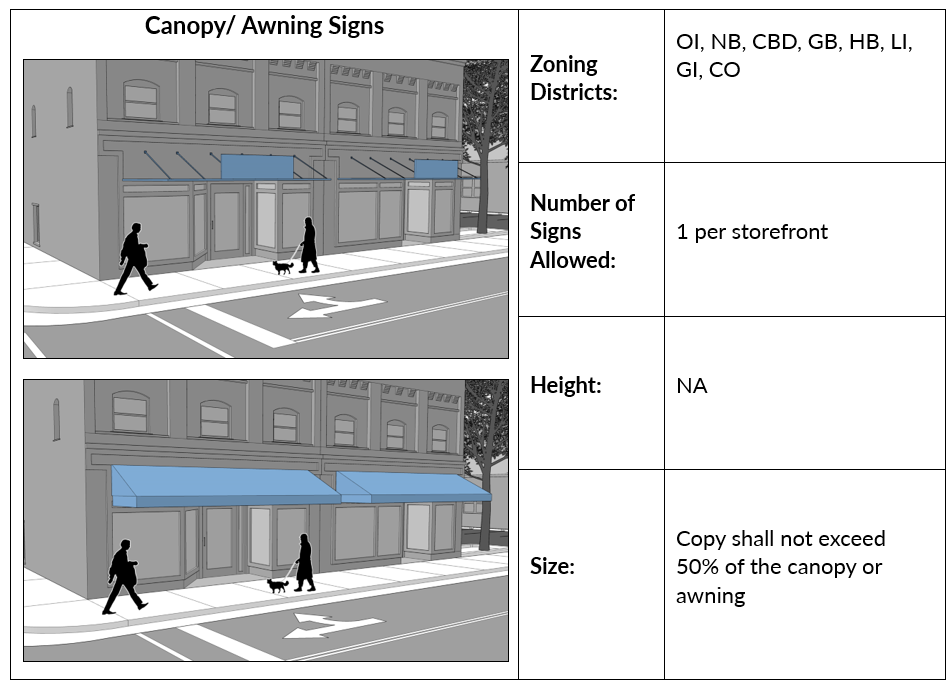 Canopy/ Awning Signs
Zoning
Districts:
OI, NB, CBD, GB, HB, LI,
GI, CO
Number of
Signs
Allowed:
1 per storefront
Height:
NA
Size:
Copy shall not exceed
50% of the canopy or
awning